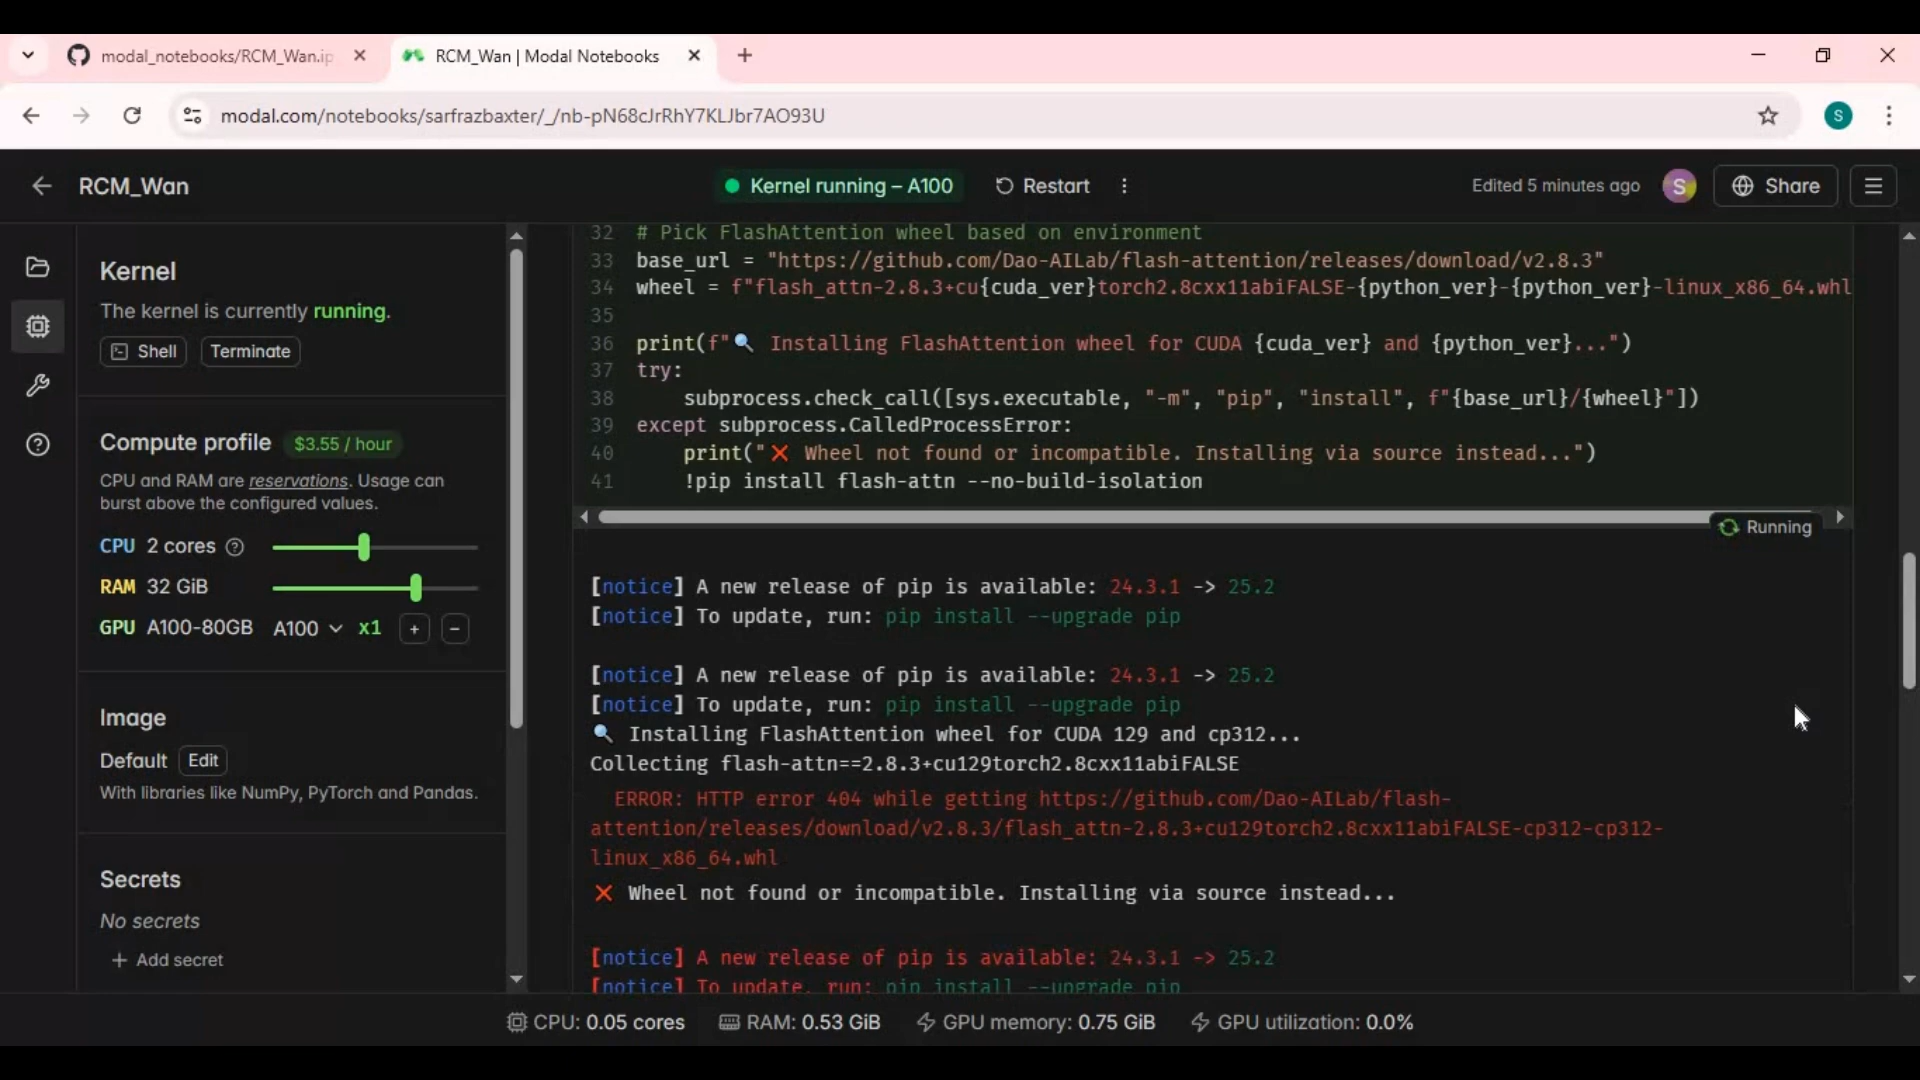 modal_notebooks/RCM_Wan.ip
RCM_Wan | Modal Notebooks
modal.com/notebooks/sarfrazbaxter/_/nb-pN68cJrRhY7KLJbr7AO93U
S
RCM_Wan
Kernel running – A100
Restart
Edited 5 minutes ago
S
Share
Kernel
The kernel is currently running.
Shell
Terminate
Compute profile
$3.55 / hour
CPU and RAM are reservations. Usage can
burst above the configured values.
CPU 2 cores
RAM 32 GiB
GPU A100-80GB A100 x1 + −
Image
Default Edit
With libraries like NumPy, PyTorch and Pandas.
Secrets
No secrets
+ Add secret
32 # Pick FlashAttention wheel based on environment
33 base_url = "https://github.com/Dao-AILab/flash-attention/releases/download/v2.8.3"
34 wheel = f"flash_attn-2.8.3+cu{cuda_ver}torch2.8cxx11abiFALSE-{python_ver}-{python_ver}-linux_x86_64.whl
35
36 print(f"🔍 Installing FlashAttention wheel for CUDA {cuda_ver} and {python_ver}...")
37 try:
38 subprocess.check_call([sys.executable, "-m", "pip", "install", f"{base_url}/{wheel}"])
39 except subprocess.CalledProcessError:
40 print("❌ Wheel not found or incompatible. Installing via source instead...")
41 !pip install flash-attn --no-build-isolation
Running
[notice] A new release of pip is available: 24.3.1 -> 25.2
[notice] To update, run: pip install --upgrade pip
[notice] A new release of pip is available: 24.3.1 -> 25.2
[notice] To update, run: pip install --upgrade pip
🔍 Installing FlashAttention wheel for CUDA 129 and cp312...
Collecting flash-attn==2.8.3+cu129torch2.8cxx11abiFALSE
ERROR: HTTP error 404 while getting https://github.com/Dao-AILab/flash-
attention/releases/download/v2.8.3/flash_attn-2.8.3+cu129torch2.8cxx11abiFALSE-cp312-cp312-
linux_x86_64.whl
❌ Wheel not found or incompatible. Installing via source instead...
[notice] A new release of pip is available: 24.3.1 -> 25.2
[notice] To update, run: pip install --upgrade pip
CPU: 0.05 cores
RAM: 0.53 GiB
GPU memory: 0.75 GiB
GPU utilization: 0.0%